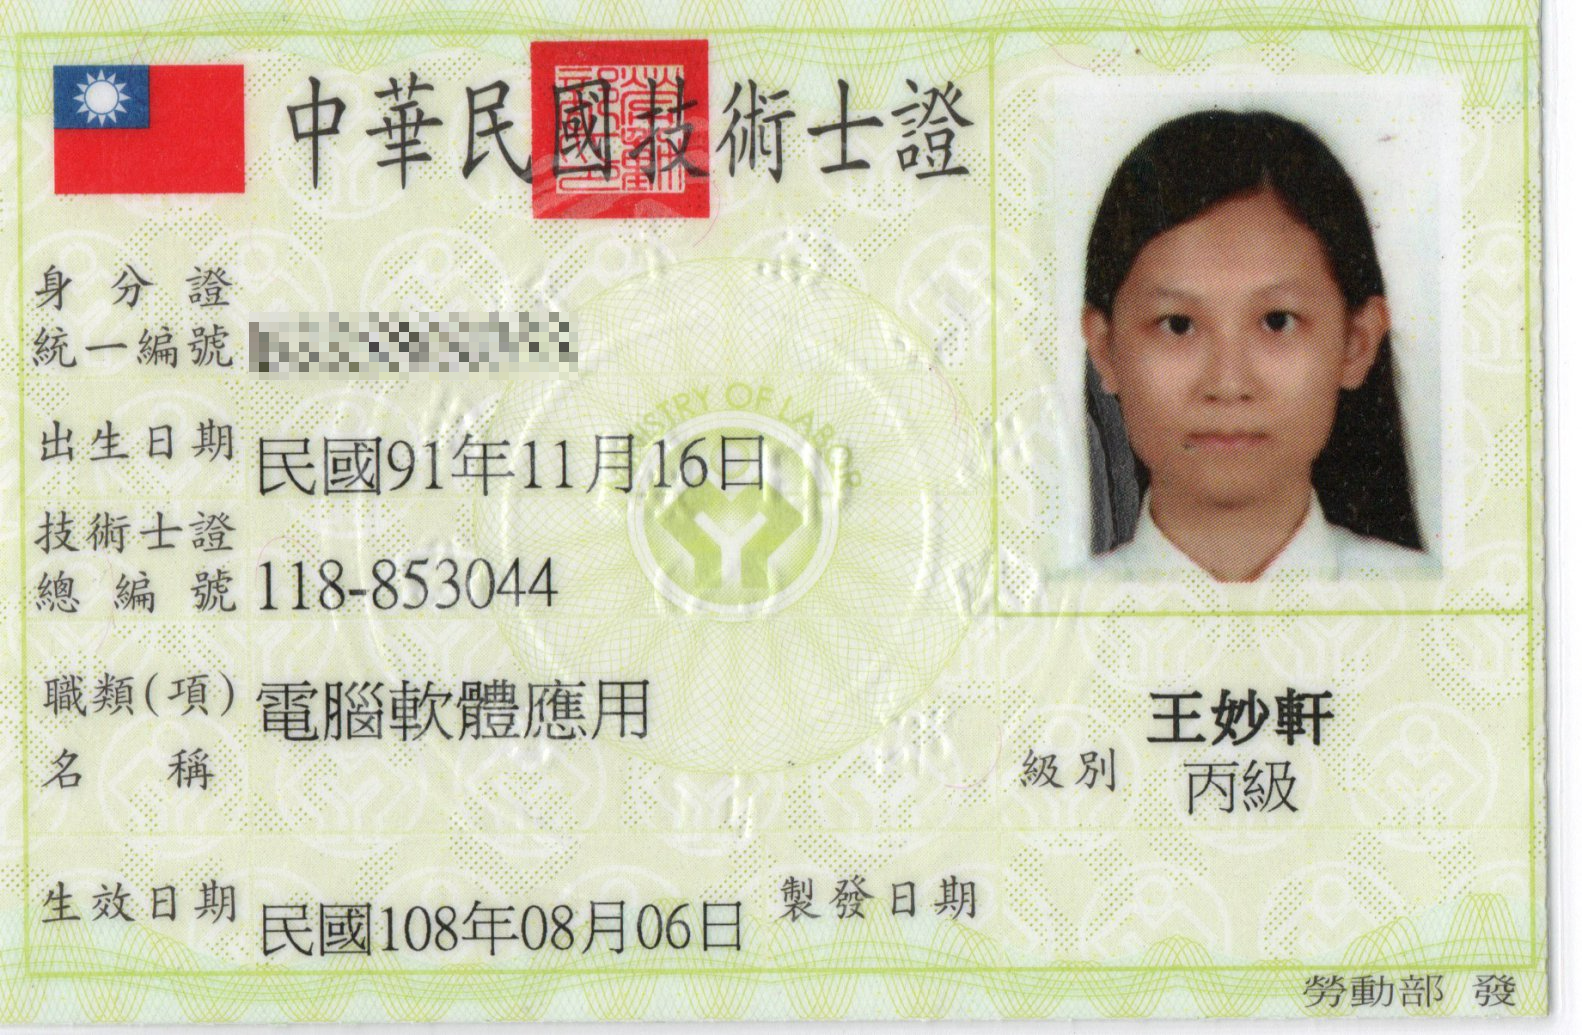 中華民國技術士證
身分證
統一編號
出生日期 民國91年11月16日
技術士證
總編號 118-853044
職類(項)
名稱 電腦軟體應用
王妙軒
級別 丙級
生效日期 民國108年08月06日 製發日期
勞動部 發
MINISTRY OF LABOR